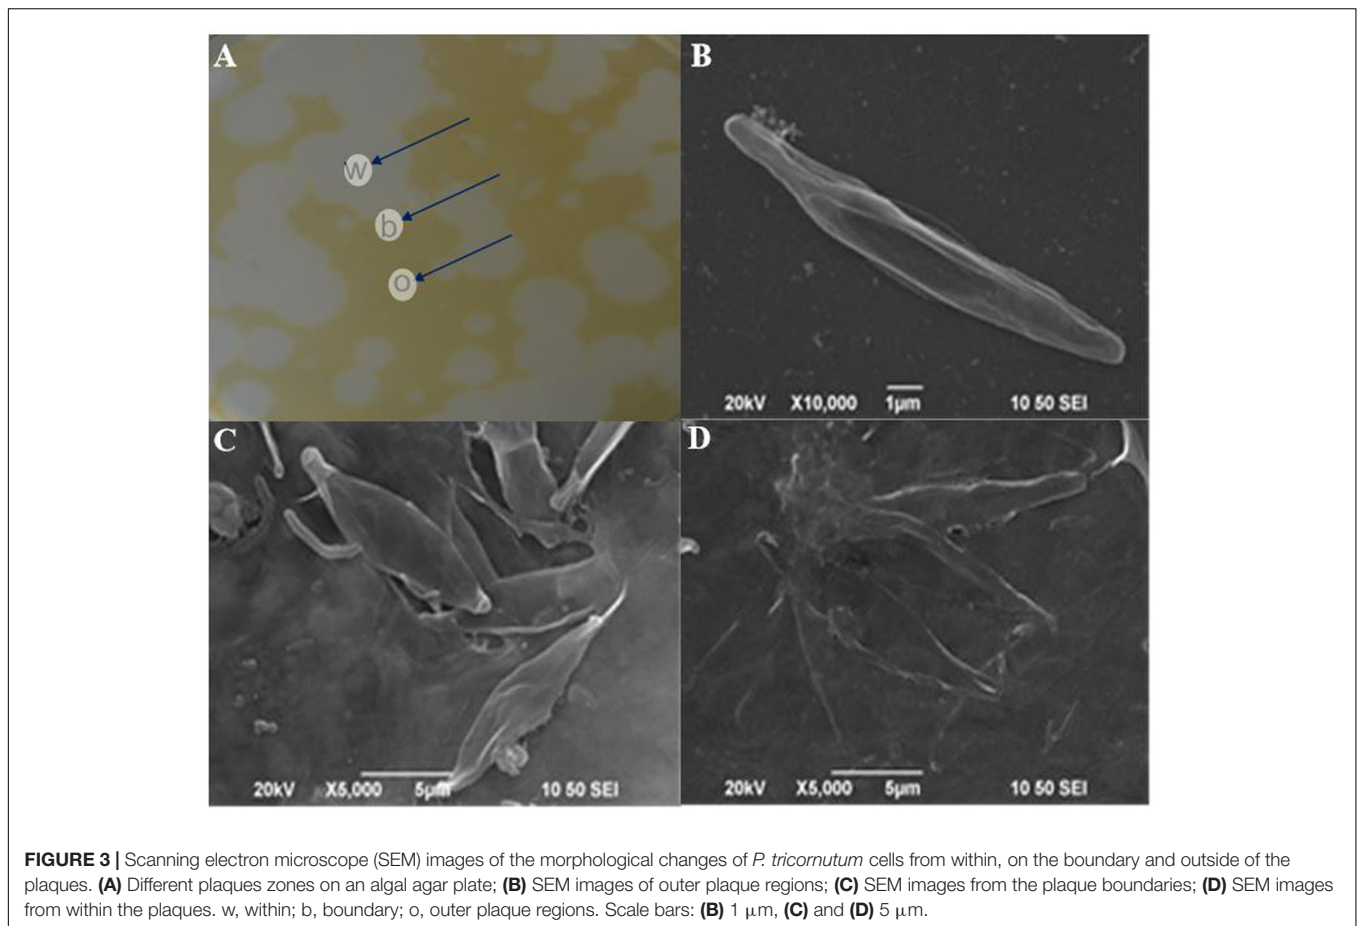 A
B
w
b
o
20kV X10,000 1µm 10 50 SEI
C
D
20kV X5,000 5µm 10 50 SEI
20kV X5,000 5µm 10 50 SEI
FIGURE 3 | Scanning electron microscope (SEM) images of the morphological changes of P. tricornutum cells from within, on the boundary and outside of the
plaques. (A) Different plaques zones on an algal agar plate; (B) SEM images of outer plaque regions; (C) SEM images from the plaque boundaries; (D) SEM images
from within the plaques. w, within; b, boundary; o, outer plaque regions. Scale bars: (B) 1 µm, (C) and (D) 5 µm.